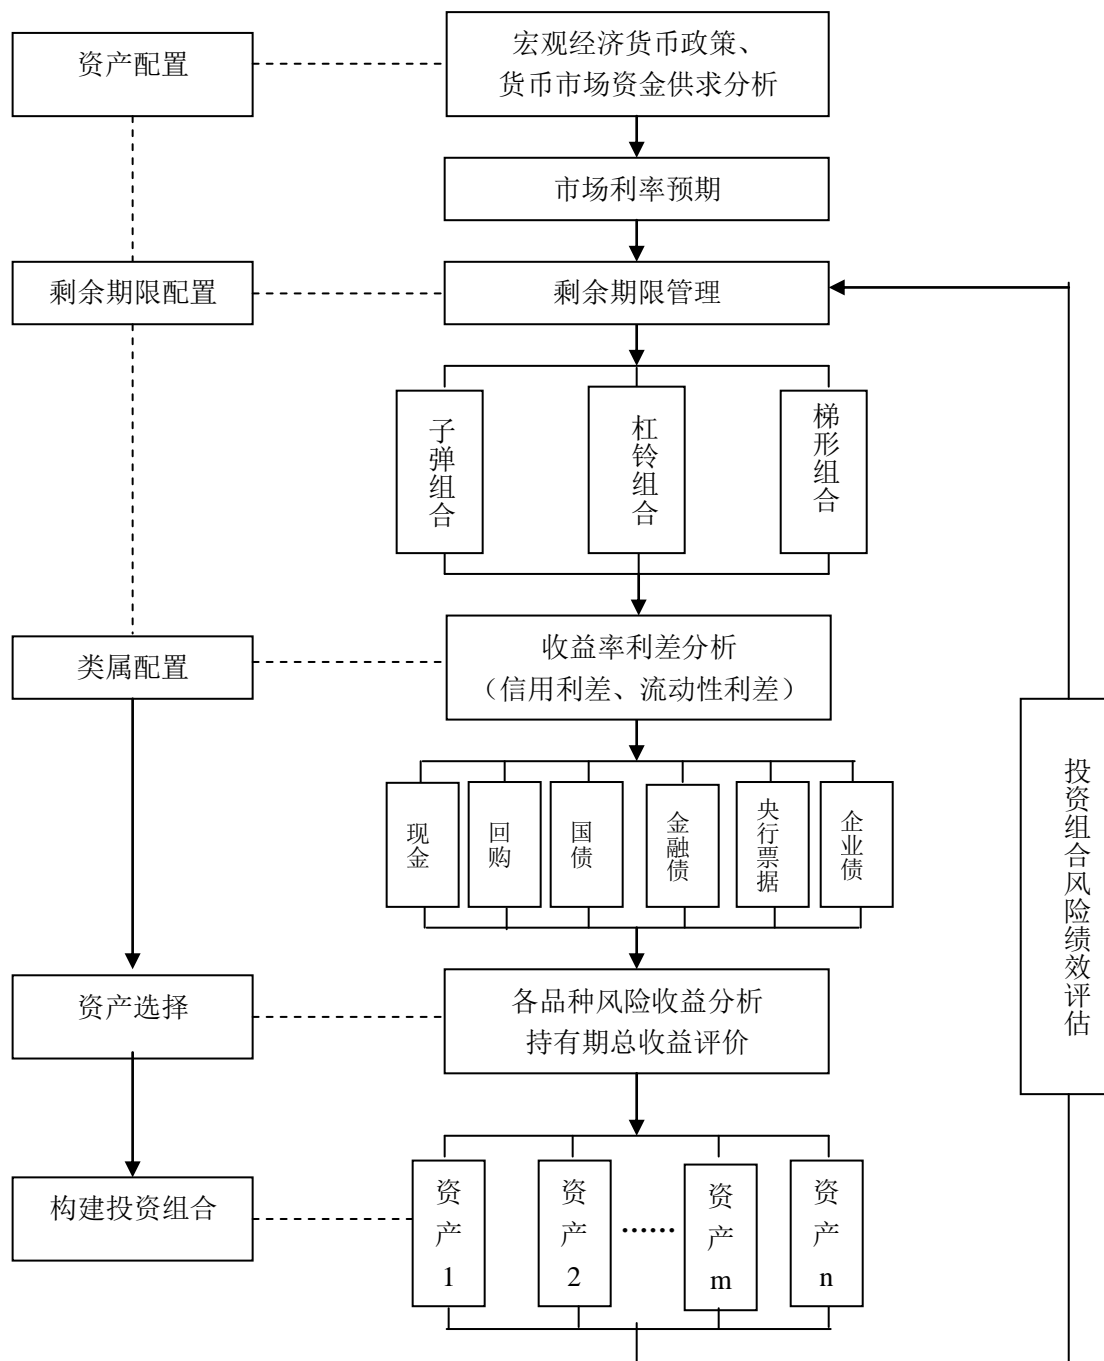 资产配置
宏观经济货币政策、
货币市场资金供求分析
市场利率预期
剩余期限配置
剩余期限管理
子弹组合
杠铃组合
梯形组合
类属配置
收益率利差分析
（信用利差、流动性利差）
现金
回购
国债
金融债
央行票据
企业债
投资组合风险绩效评估
资产选择
各品种风险收益分析
持有期总收益评价
构建投资组合
资产1
资产2
……
资产m
资产n